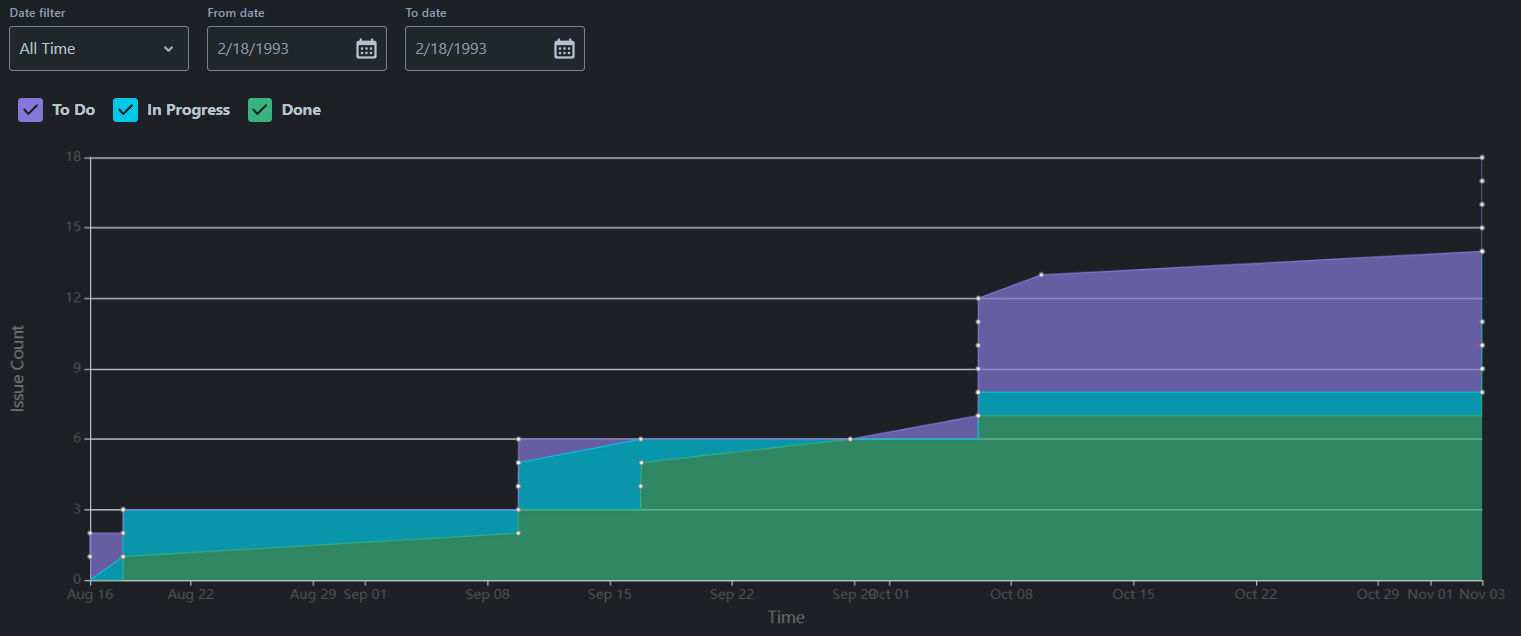 Date filter From date To date
All Time 2/18/1993 2/18/1993
To Do In Progress Done
18
15
12
9
6
3
0
Issue Count
Aug 16 Aug 22 Aug 29 Sep 01 Sep 08 Sep 15 Sep 22 Sep 29 Oct 01 Oct 08 Oct 15 Oct 22 Oct 29 Nov 01 Nov 03
Time